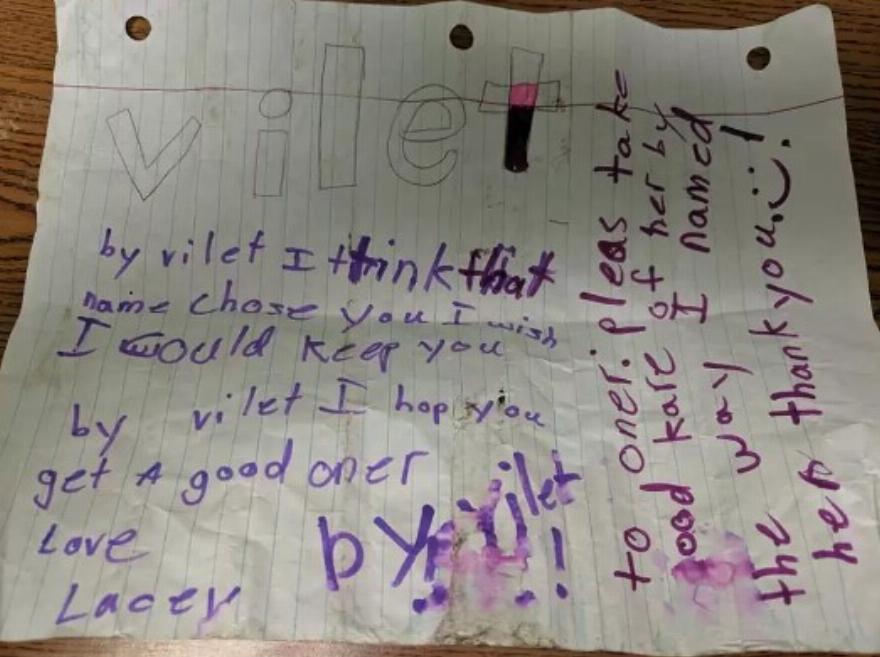 vilet
by vilet I think that
name chose you I wish
I would keep you
by vilet I hop you
get A good oner
Love
Lacey
by vilet
!
to oner. pleas take
good kare of her by
the way I named
her thank you. !